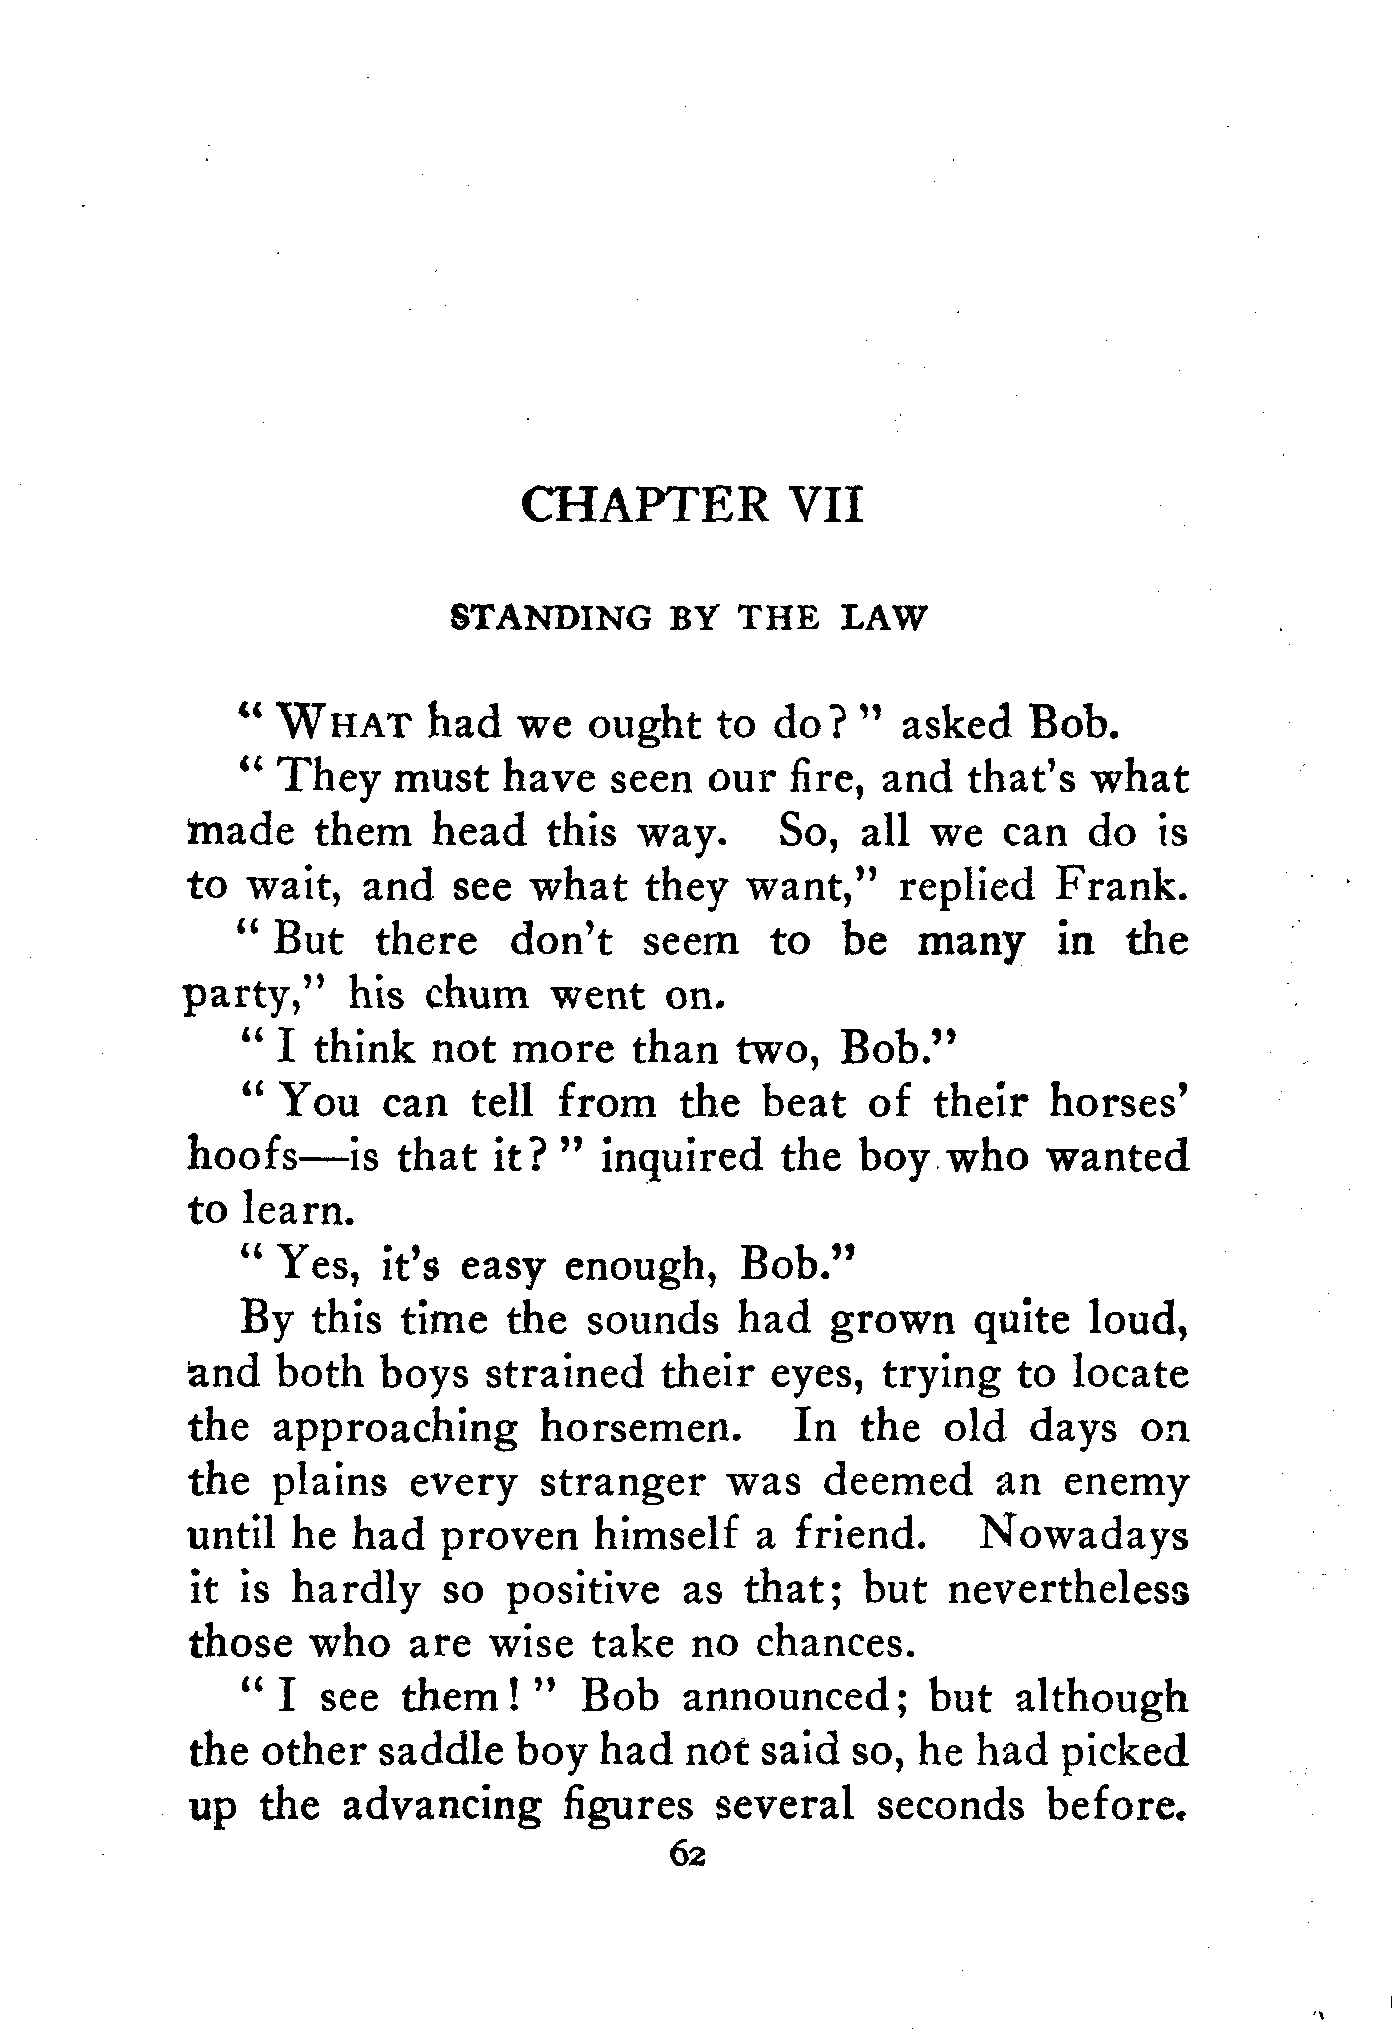 CHAPTER VII
STANDING BY THE LAW
“ WHAT had we ought to do? ” asked Bob.
“ They must have seen our fire, and that’s what
made them head this way. So, all we can do is
to wait, and see what they want,” replied Frank.
“ But there don’t seem to be many in the
party,” his chum went on.
“ I think not more than two, Bob.”
“ You can tell from the beat of their horses’
hoofs—is that it? ” inquired the boy who wanted
to learn.
“ Yes, it’s easy enough, Bob.”
By this time the sounds had grown quite loud,
and both boys strained their eyes, trying to locate
the approaching horsemen. In the old days on
the plains every stranger was deemed an enemy
until he had proven himself a friend. Nowadays
it is hardly so positive as that; but nevertheless
those who are wise take no chances.
“ I see them! ” Bob announced; but although
the other saddle boy had not said so, he had picked
up the advancing figures several seconds before.
62